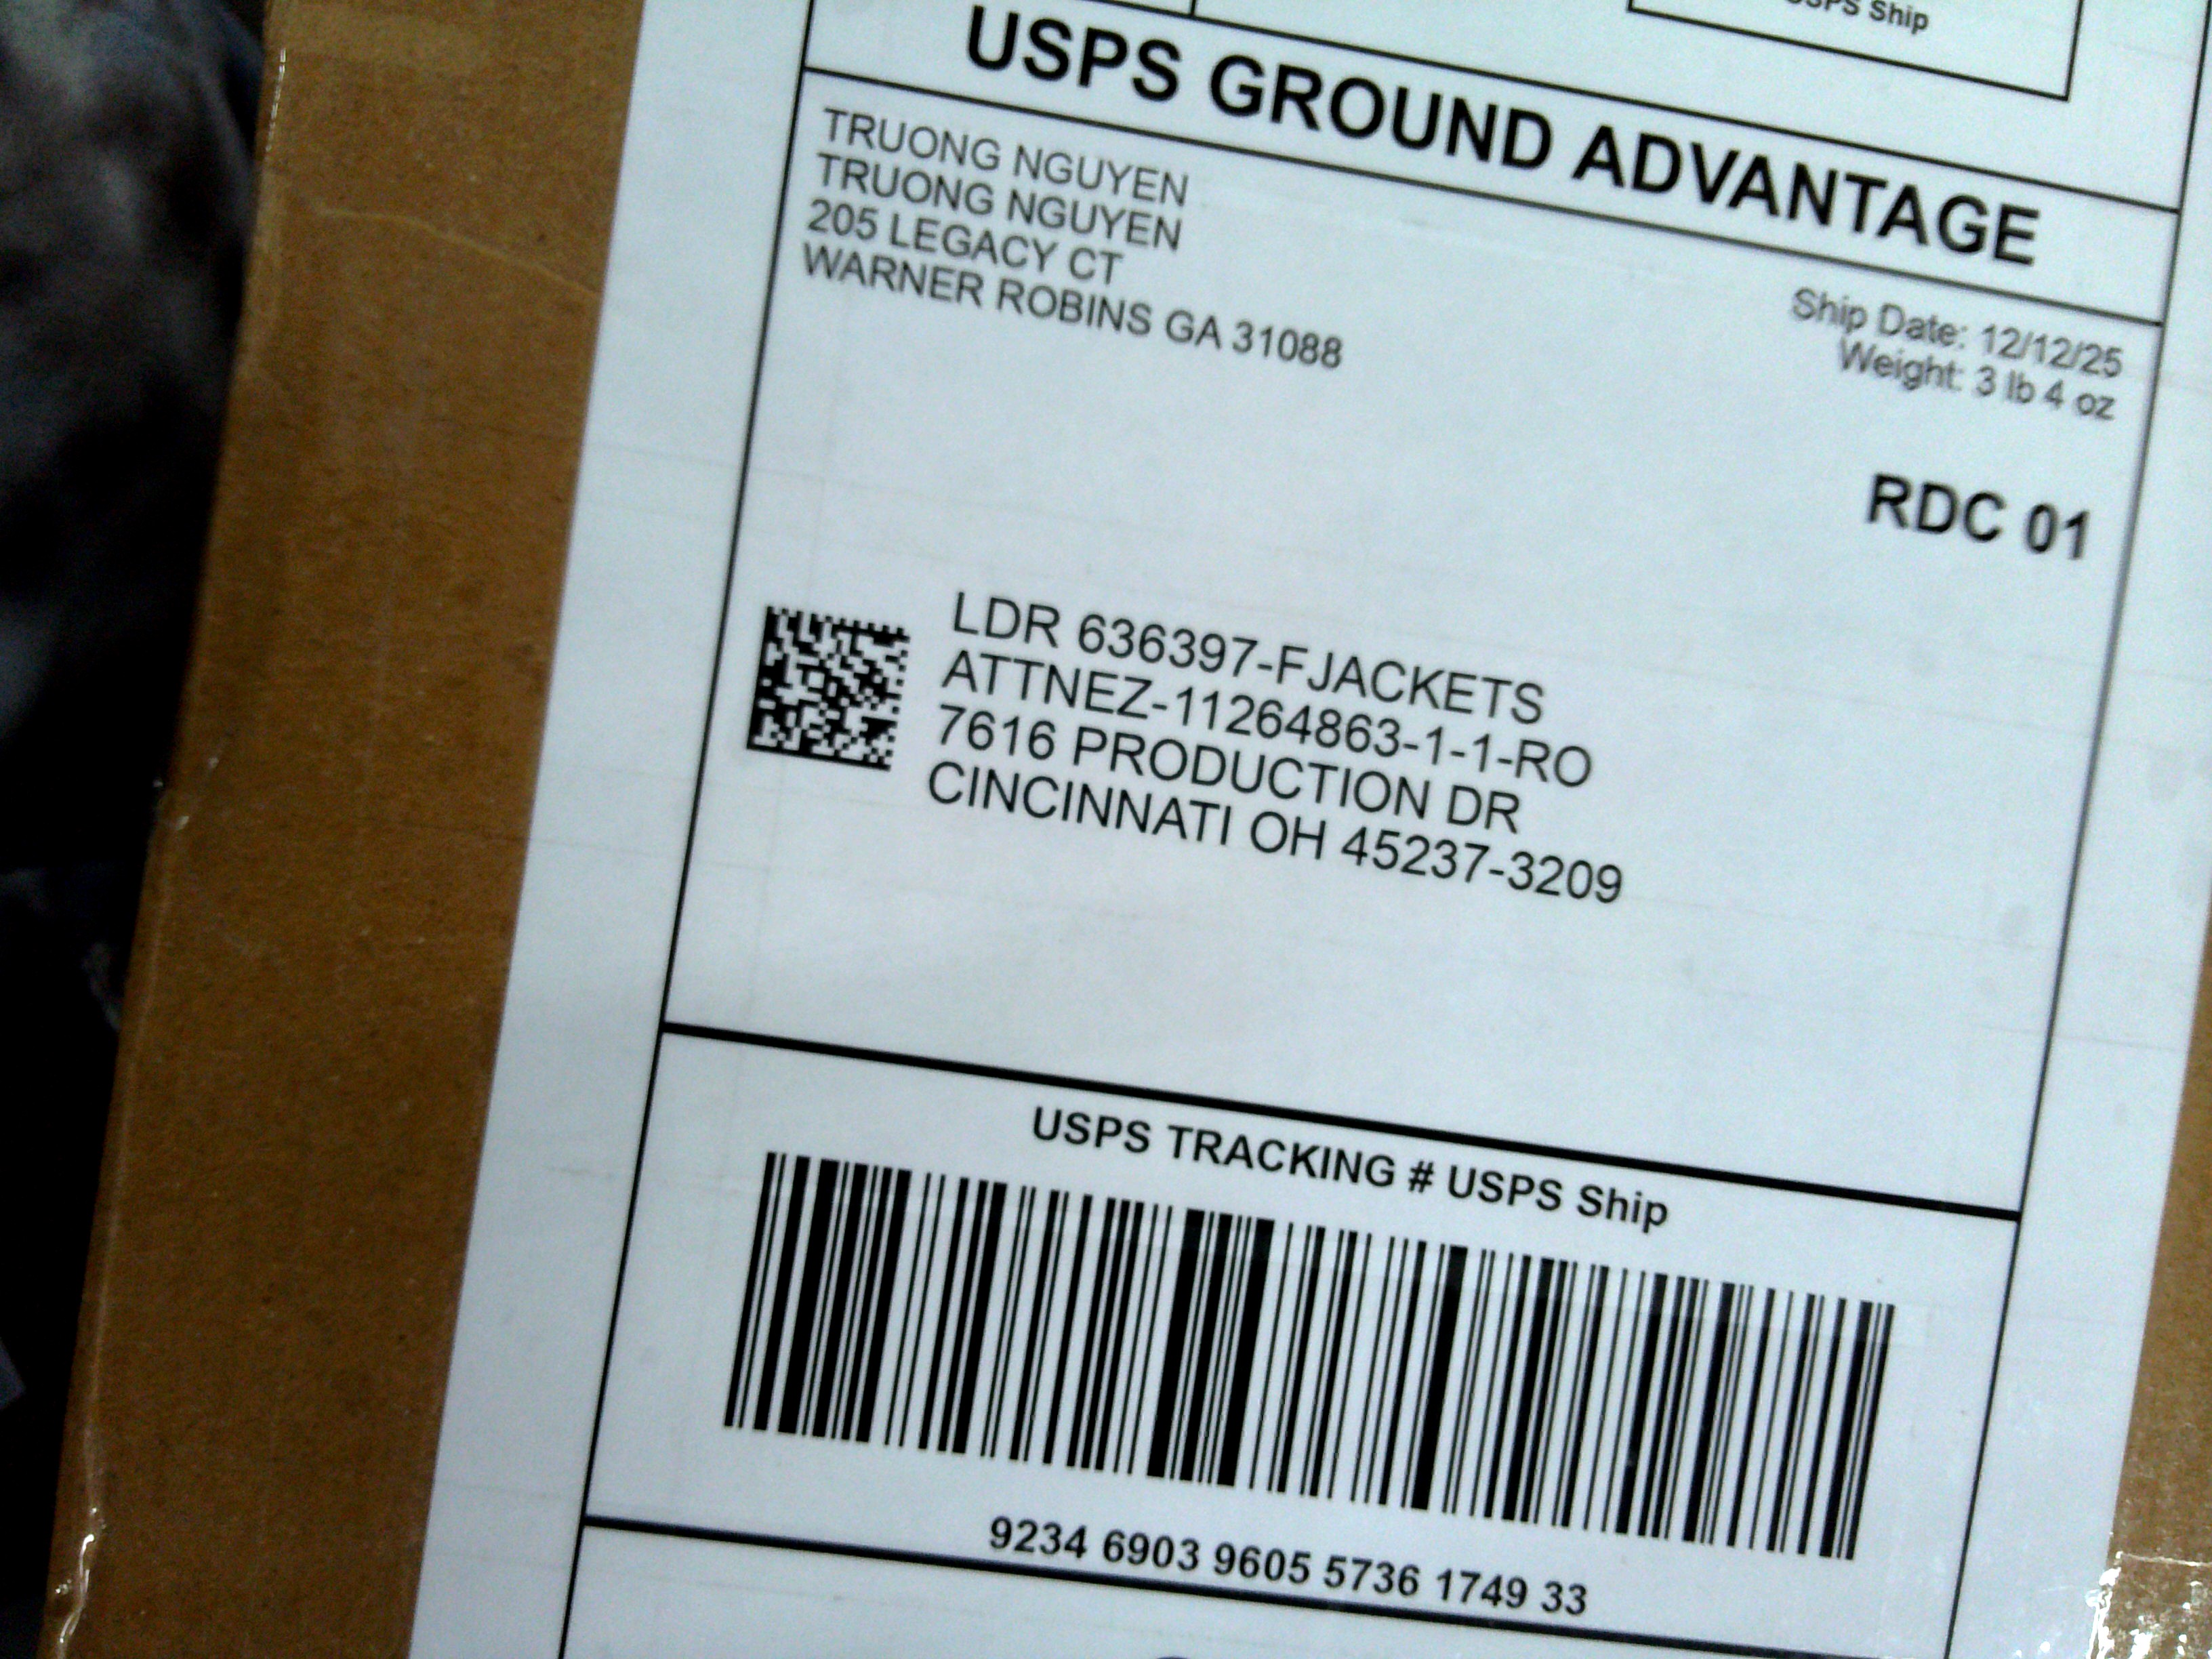 USPS Ship
USPS GROUND ADVANTAGE
TRUONG NGUYEN
TRUONG NGUYEN
205 LEGACY CT
WARNER ROBINS GA 31088
Ship Date: 12/12/25
Weight: 3 lb 4 oz
RDC 01
LDR 636397-FJACKETS
ATTNEZ-11264863-1-1-RO
7616 PRODUCTION DR
CINCINNATI OH 45237-3209
USPS TRACKING # USPS Ship
9234 6903 9605 5736 1749 33